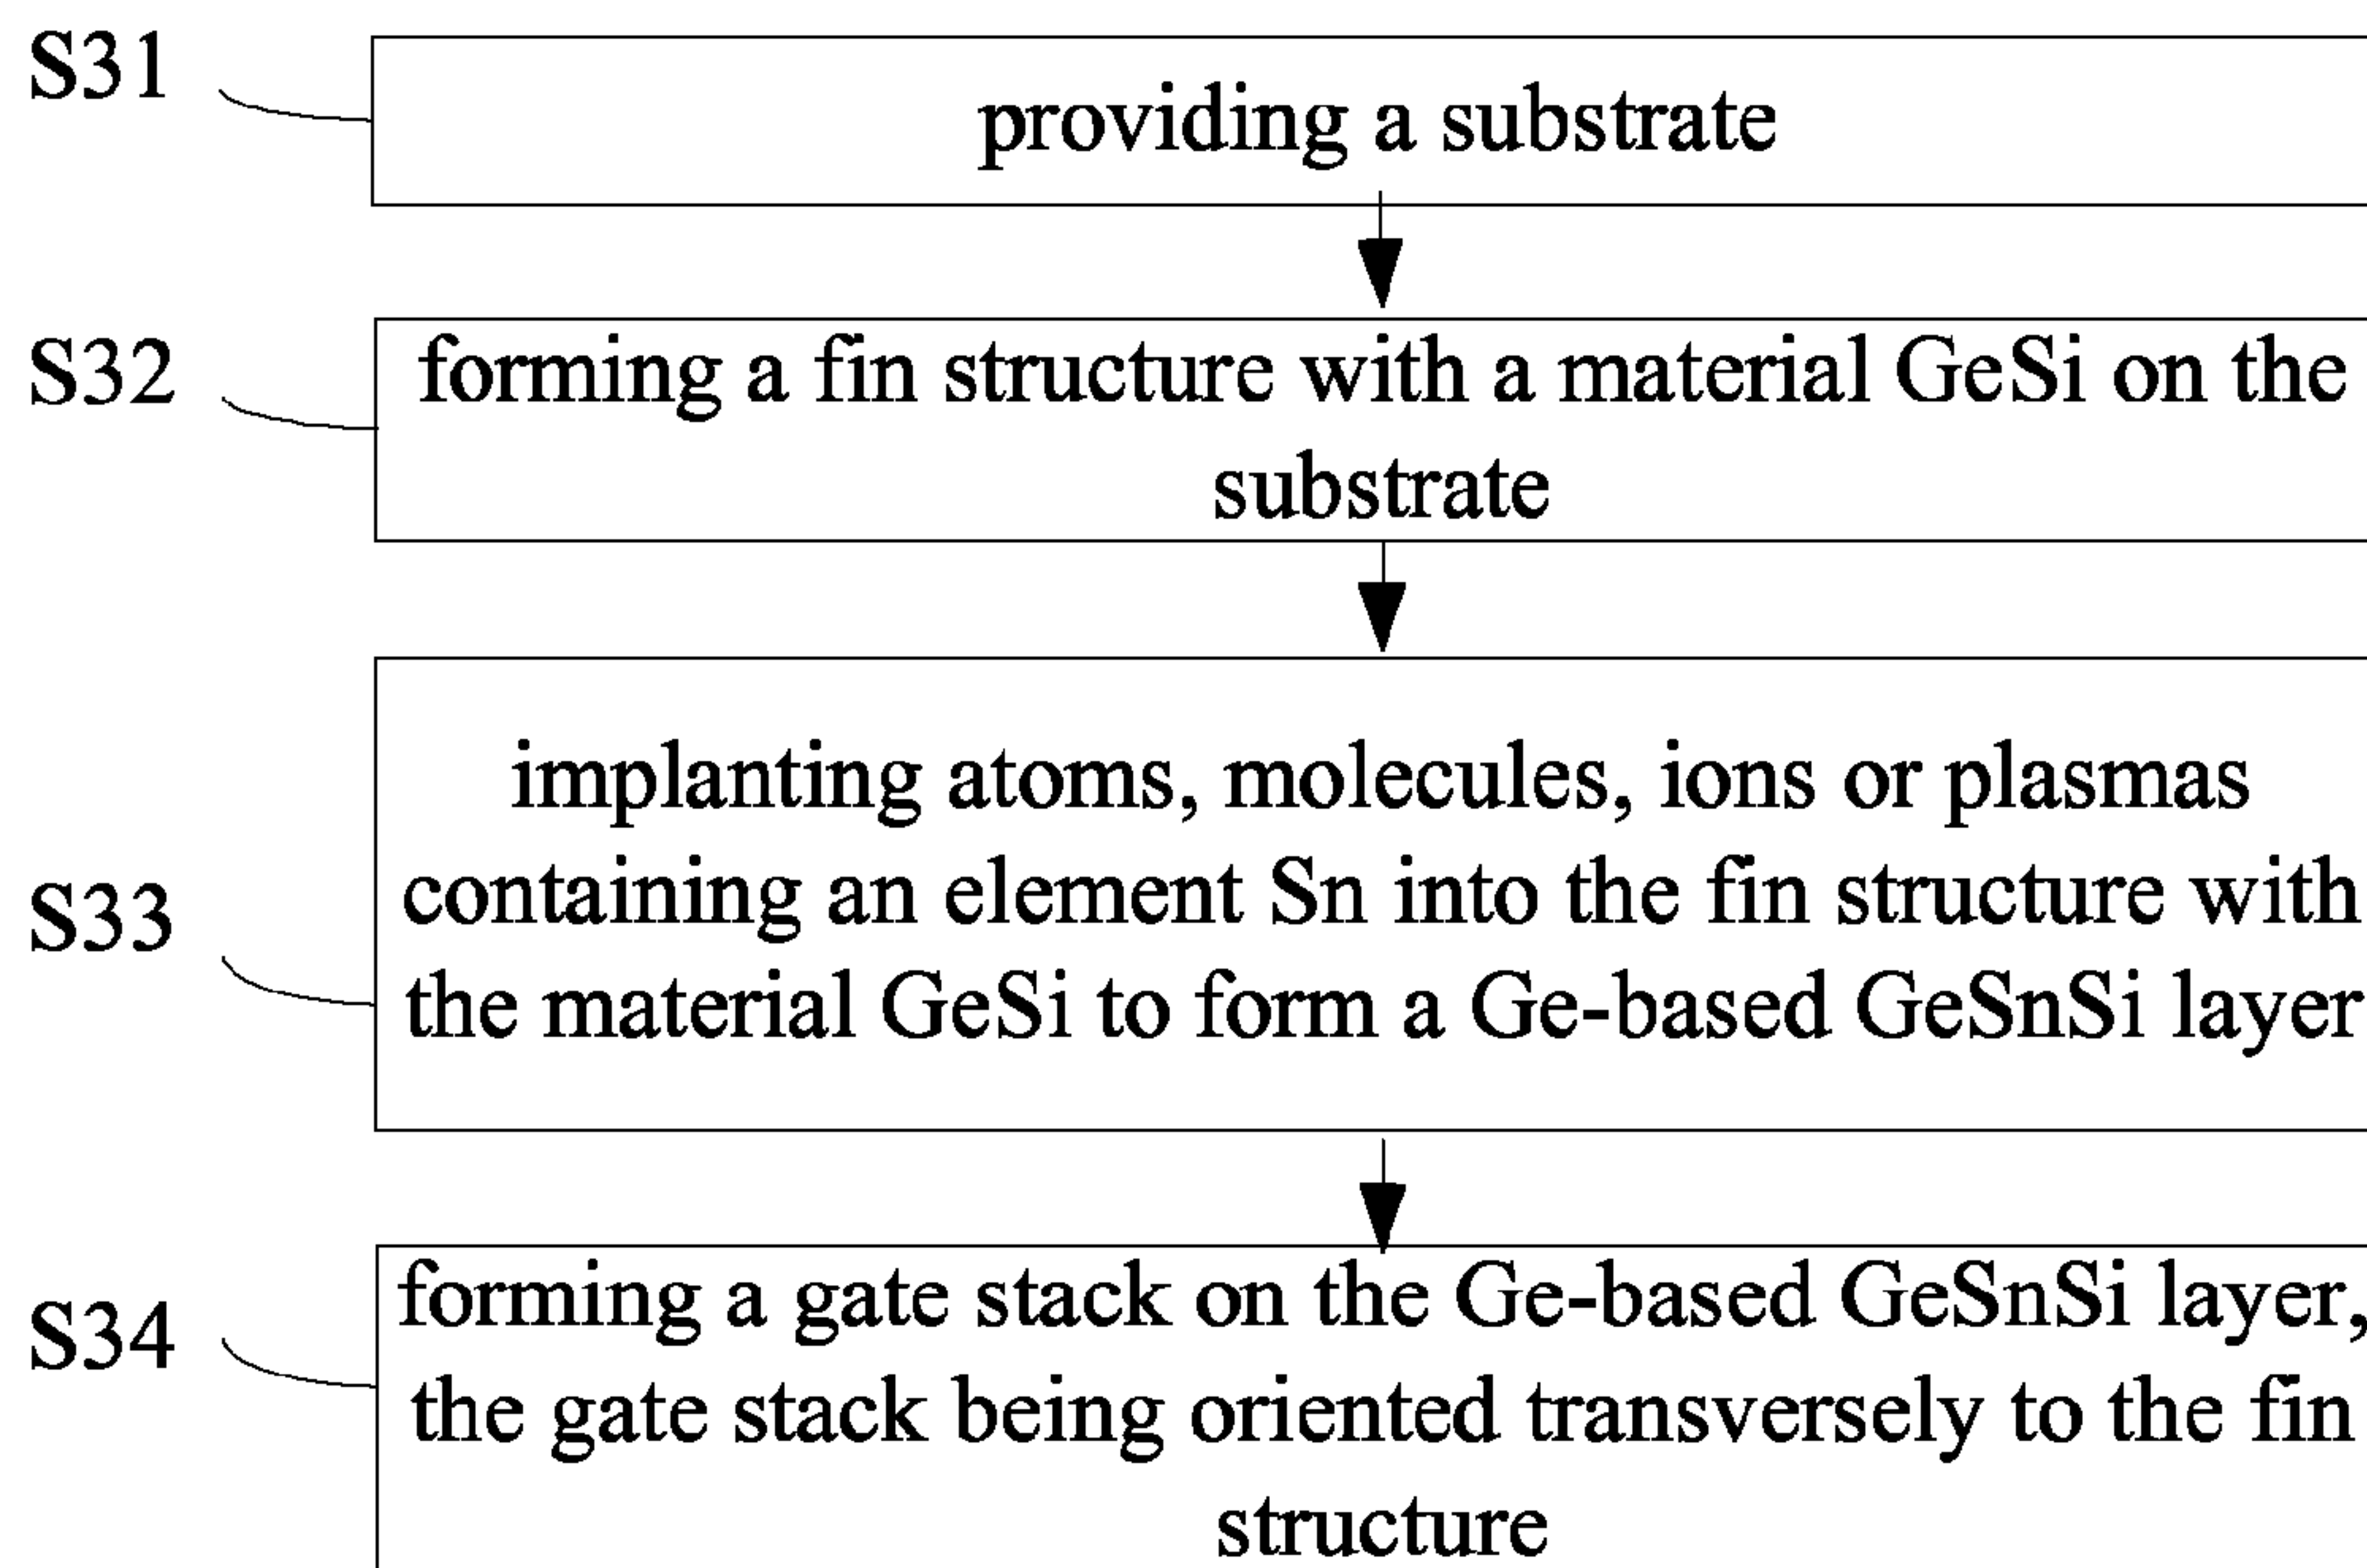 S31
providing a substrate
S32
forming a fin structure with a material GeSi on the
substrate
S33
implanting atoms, molecules, ions or plasmas
containing an element Sn into the fin structure with
the material GeSi to form a Ge-based GeSnSi layer
S34
forming a gate stack on the Ge-based GeSnSi layer,
the gate stack being oriented transversely to the fin
structure